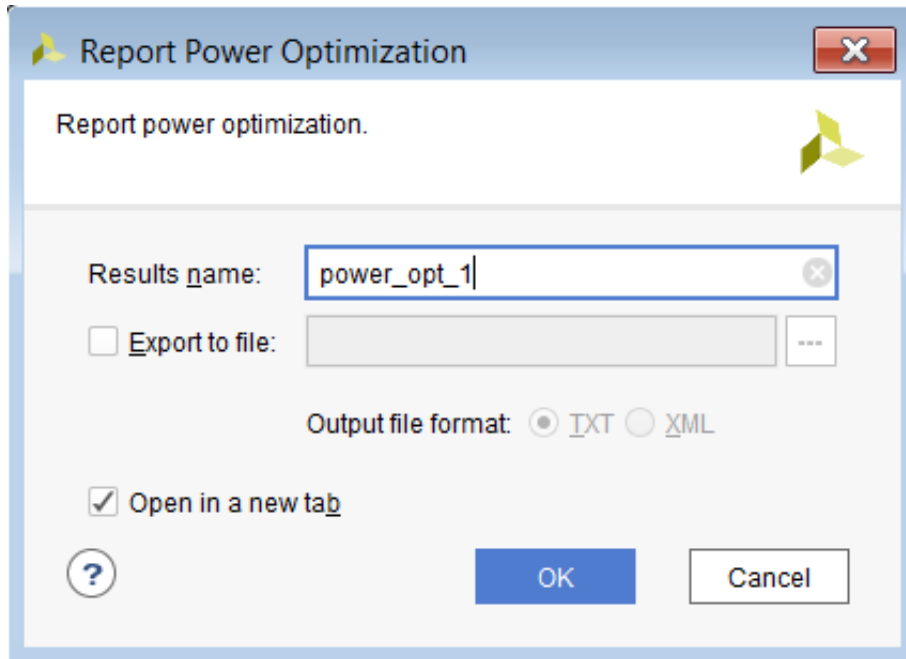 Report Power Optimization
Report power optimization.
Results name: power_opt_1
Export to file: ---
Output file format: TXT XML
Open in a new tab
? OK Cancel